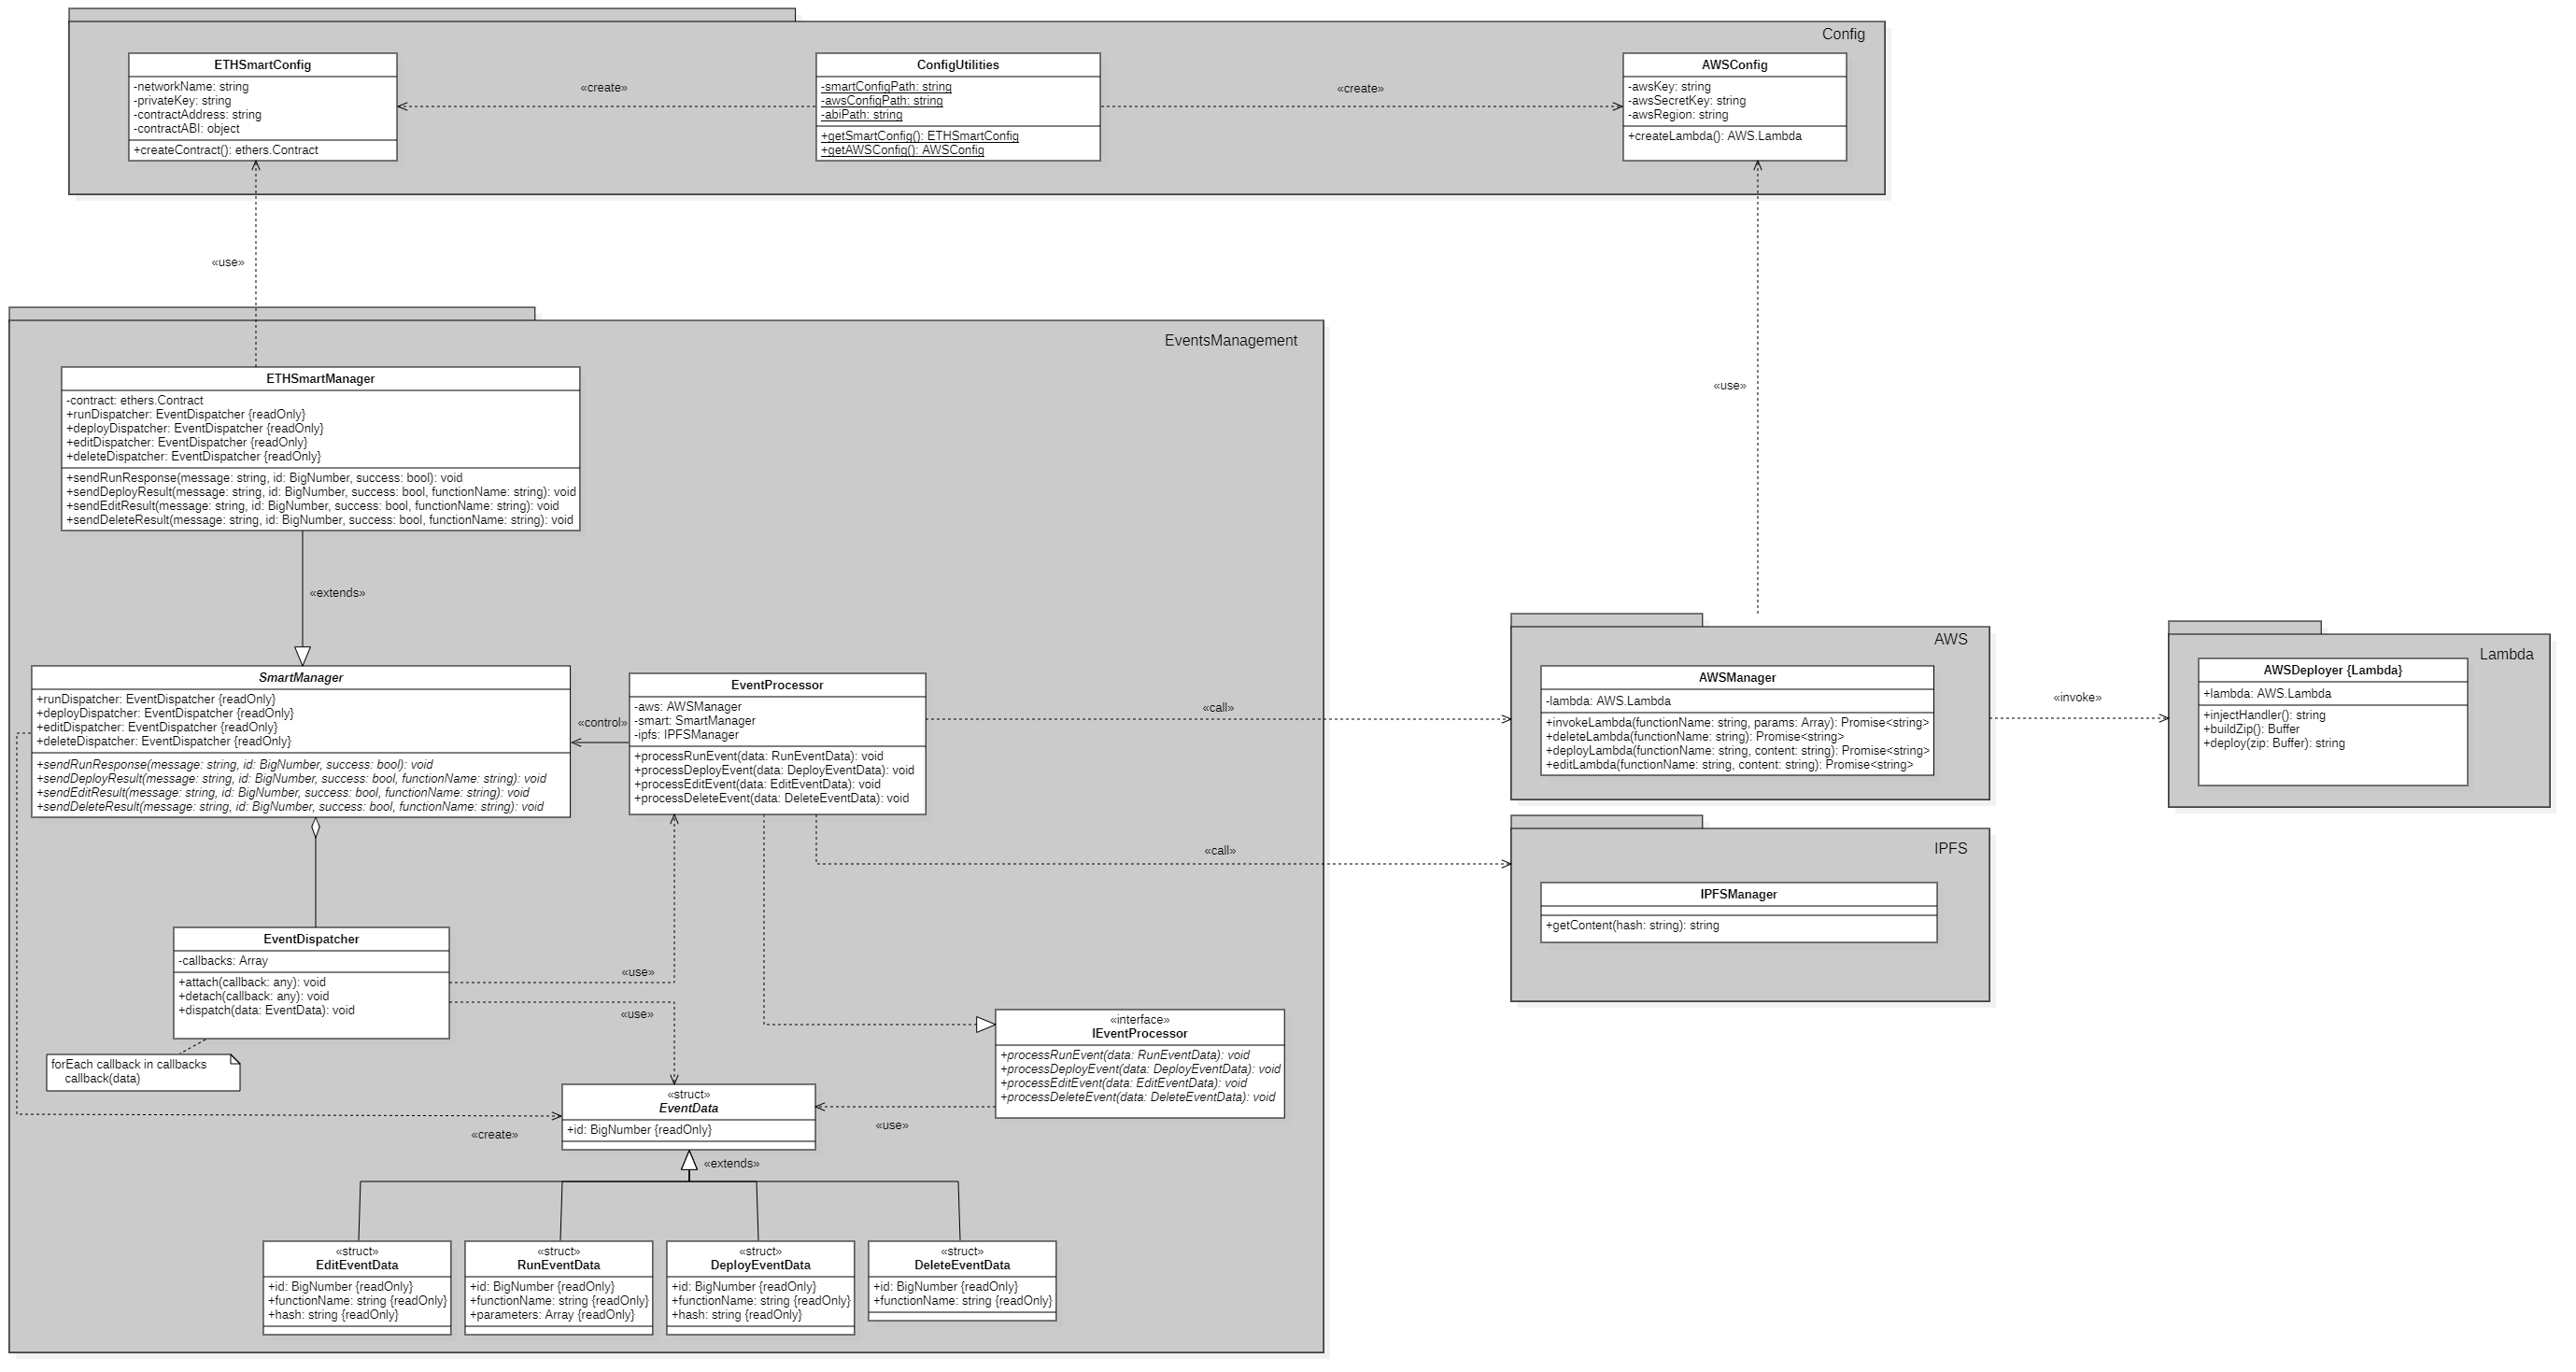 Config
ETHSmartConfig
-networkName: string
-privateKey: string
-contractAddress: string
-contractABI: object
+createContract(): ethers.Contract
«create»
ConfigUtilities
-smartConfigPath: string
-awsConfigPath: string
-abiPath: string
+getSmartConfig(): ETHSmartConfig
+getAWSConfig(): AWSConfig
«create»
AWSConfig
-awsKey: string
-awsSecretKey: string
-awsRegion: string
+createLambda(): AWS.Lambda
«use»
«use»
EventsManagement
ETHSmartManager
-contract: ethers.Contract
+runDispatcher: EventDispatcher {readOnly}
+deployDispatcher: EventDispatcher {readOnly}
+editDispatcher: EventDispatcher {readOnly}
+deleteDispatcher: EventDispatcher {readOnly}
+sendRunResponse(message: string, id: BigNumber, success: bool): void
+sendDeployResult(message: string, id: BigNumber, success: bool, functionName: string): void
+sendEditResult(message: string, id: BigNumber, success: bool, functionName: string): void
+sendDeleteResult(message: string, id: BigNumber, success: bool, functionName: string): void
«extends»
SmartManager
+runDispatcher: EventDispatcher {readOnly}
+deployDispatcher: EventDispatcher {readOnly}
+editDispatcher: EventDispatcher {readOnly}
+deleteDispatcher: EventDispatcher {readOnly}
+sendRunResponse(message: string, id: BigNumber, success: bool): void
+sendDeployResult(message: string, id: BigNumber, success: bool, functionName: string): void
+sendEditResult(message: string, id: BigNumber, success: bool, functionName: string): void
+sendDeleteResult(message: string, id: BigNumber, success: bool, functionName: string): void
«control»
EventProcessor
-aws: AWSManager
-smart: SmartManager
-ipfs: IPFSManager
+processRunEvent(data: RunEventData): void
+processDeployEvent(data: DeployEventData): void
+processEditEvent(data: EditEventData): void
+processDeleteEvent(data: DeleteEventData): void
«call»
«call»
AWS
AWSManager
-lambda: AWS.Lambda
+invokeLambda(functionName: string, params: Array): Promise<string>
+deleteLambda(functionName: string): Promise<string>
+deployLambda(functionName: string, content: string): Promise<string>
+editLambda(functionName: string, content: string): Promise<string>
«invoke»
Lambda
AWSDeployer {Lambda}
+lambda: AWS.Lambda
+injectHandler(): string
+buildZip(): Buffer
+deploy(zip: Buffer): string
IPFS
IPFSManager
+getContent(hash: string): string
EventDispatcher
-callbacks: Array
+attach(callback: any): void
+detach(callback: any): void
+dispatch(data: EventData): void
«use»
«use»
forEach callback in callbacks
callback(data)
«interface»
IEventProcessor
+processRunEvent(data: RunEventData): void
+processDeployEvent(data: DeployEventData): void
+processEditEvent(data: EditEventData): void
+processDeleteEvent(data: DeleteEventData): void
«struct»
EventData
+id: BigNumber {readOnly}
«create»
«use»
«extends»
«struct»
EditEventData
+id: BigNumber {readOnly}
+functionName: string {readOnly}
+hash: string {readOnly}
«struct»
RunEventData
+id: BigNumber {readOnly}
+functionName: string {readOnly}
+parameters: Array {readOnly}
«struct»
DeployEventData
+id: BigNumber {readOnly}
+functionName: string {readOnly}
+hash: string {readOnly}
«struct»
DeleteEventData
+id: BigNumber {readOnly}
+functionName: string {readOnly}